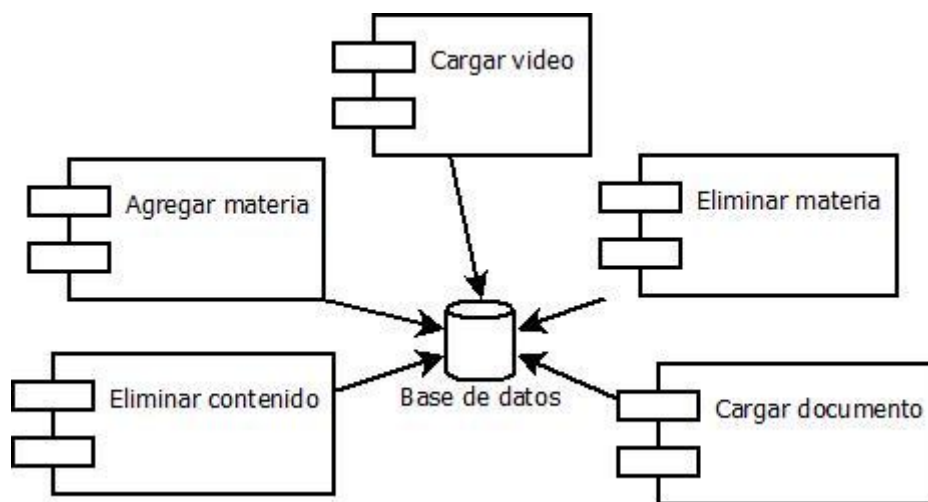 Cargar video
Agregar materia
Eliminar materia
Eliminar contenido
Base de datos
Cargar documento